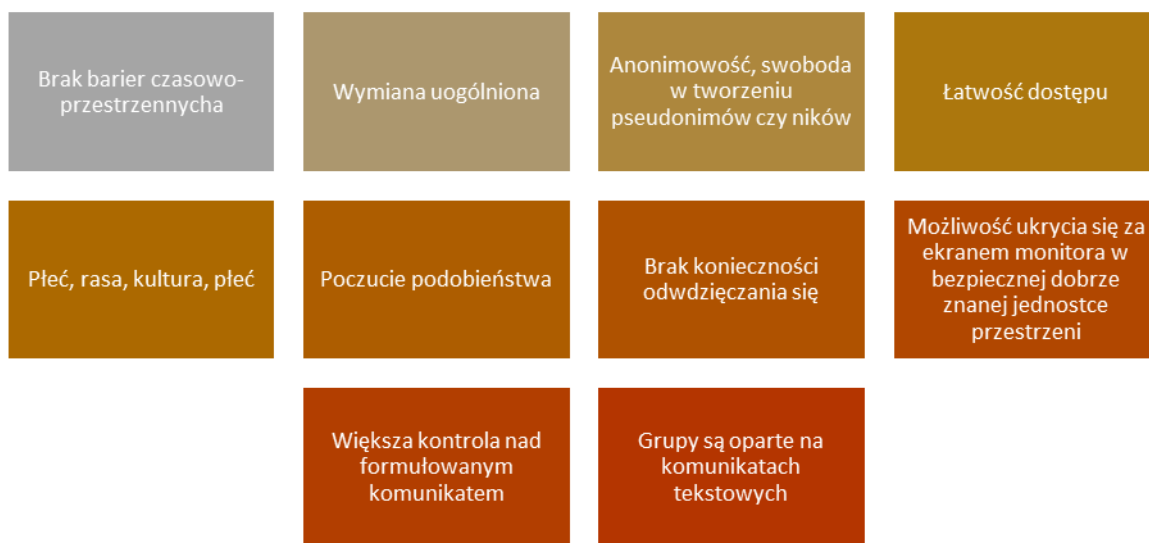 Brak barier czasowo-
przestrzennycha
Wymiana uogólniona
Anonimowość, swoboda
w tworzeniu
pseudonimów czy ników
Łatwość dostępu
Płeć, rasa, kultura, płeć
Poczucie podobieństwa
Brak konieczności
odwdzięczania się
Możliwość ukrycia się za
ekranem monitora w
bezpiecznej dobrze
znanej jednostce
przestrzeni
Większa kontrola nad
formułowanym
komunikatem
Grupy są oparte na
komunikatach
tekstowych